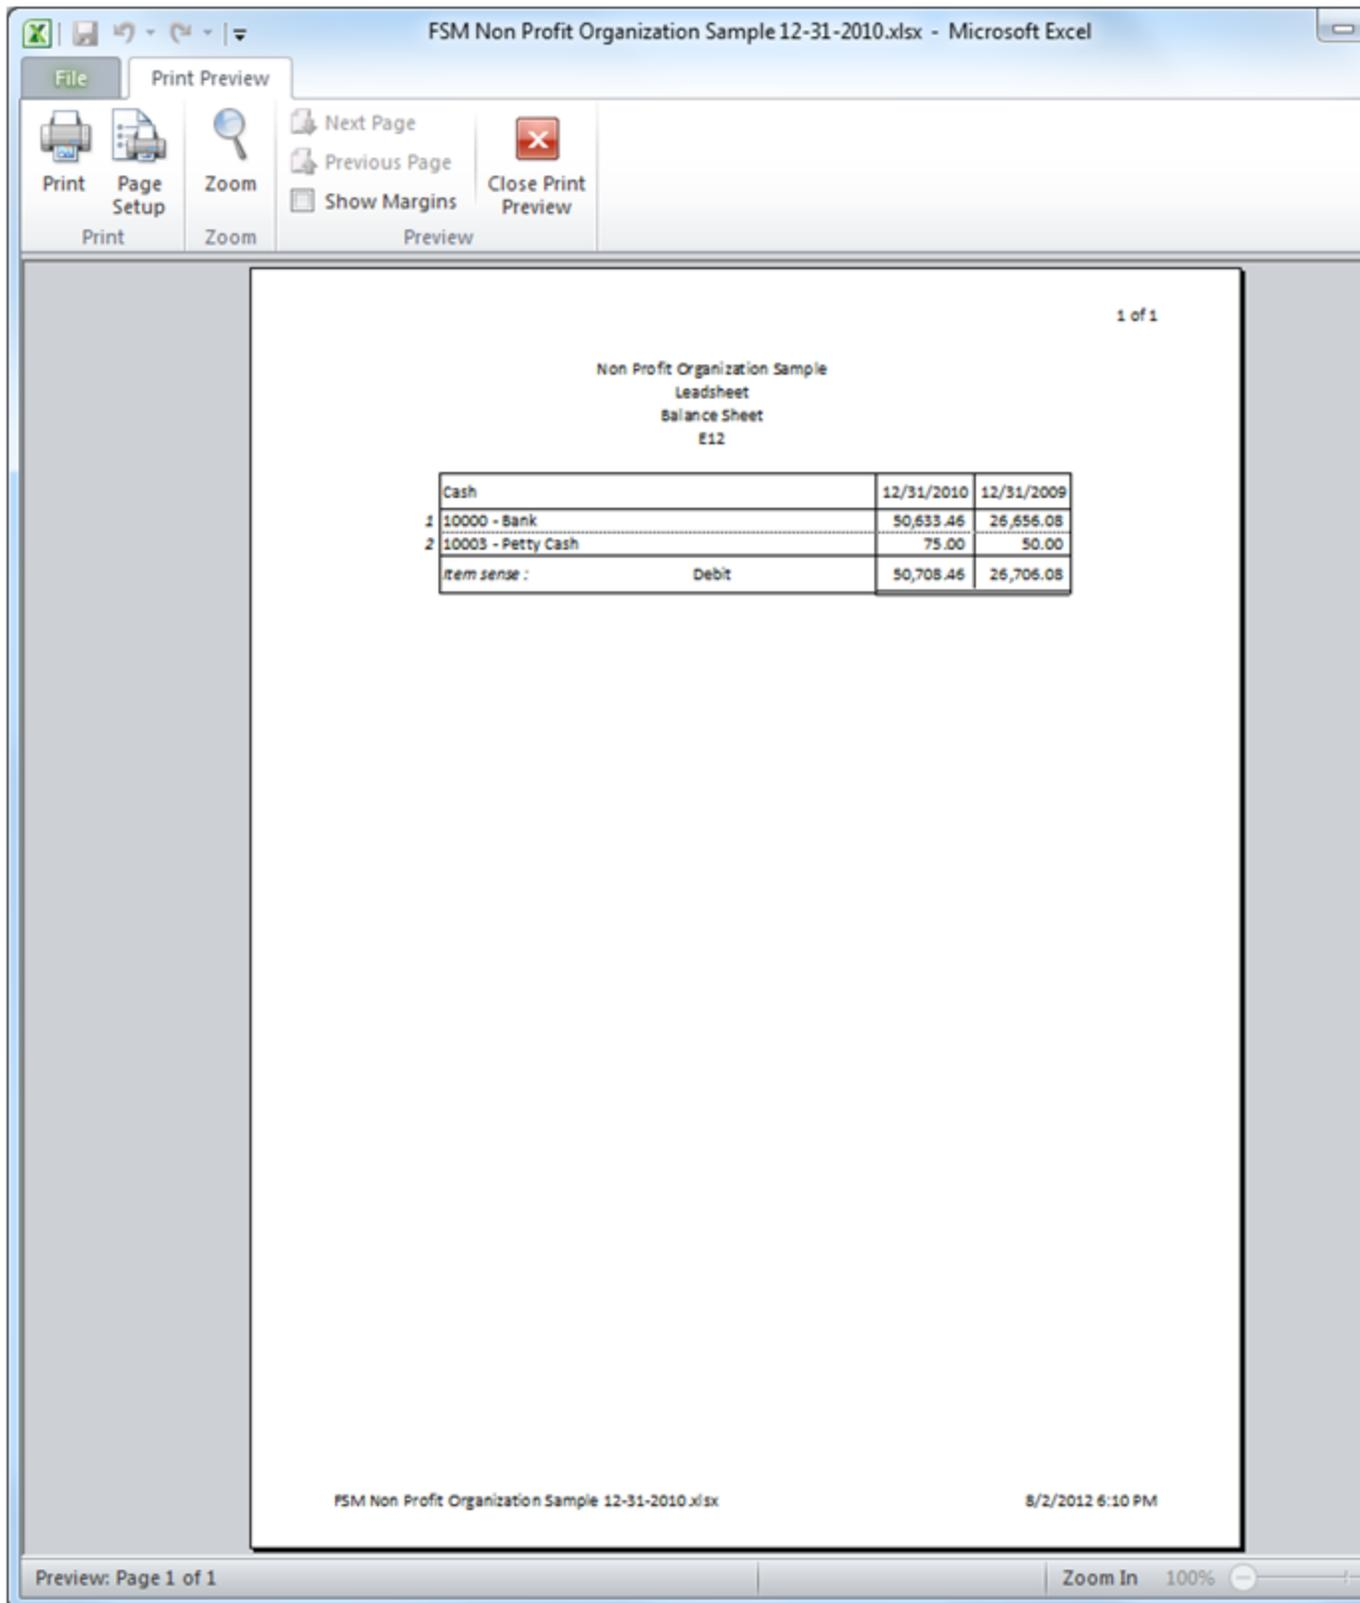 FSM Non Profit Organization Sample 12-31-2010.xlsx - Microsoft Excel
File Print Preview
Print
Page Setup
Zoom
Next Page
Previous Page
Show Margins
Close Print Preview
Print Zoom Preview
1 of 1
Non Profit Organization Sample
Leadsheet
Balance Sheet
E12
Cash 12/31/2010 12/31/2009
1 10000 - Bank 50,633.46 26,656.08
2 10003 - Petty Cash 75.00 50.00
Item sense : Debit 50,708.46 26,706.08
FSM Non Profit Organization Sample 12-31-2010.xlsx 8/2/2012 6:10 PM
Preview: Page 1 of 1 Zoom In 100%